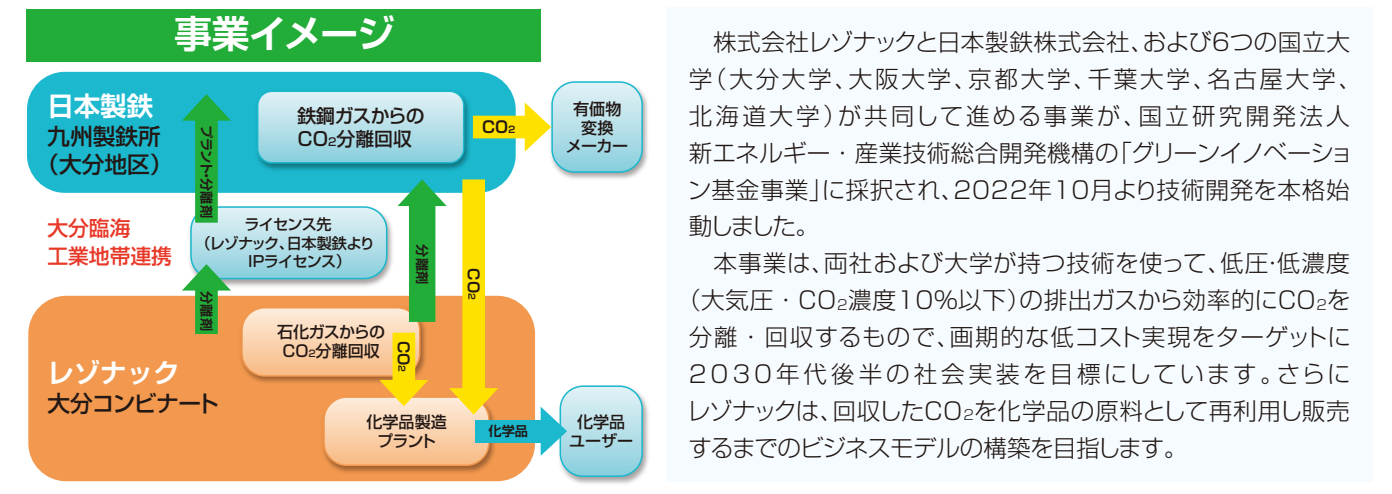 事業イメージ
日本製鉄
九州製鉄所
（大分地区）
プラント・分離剤
鉄鋼ガスからの
CO₂分離回収
CO₂
有価物
変換
メーカー
大分臨海
工業地帯連携
ライセンス先
（レゾナック、日本製鉄より
IPライセンス）
分離剤
CO₂
分離剤
レゾナック
大分コンビナート
石化ガスからの
CO₂分離回収
CO₂
化学品製造
プラント
化学品
化学品
ユーザー
株式会社レゾナックと日本製鉄株式会社、および6つの国立大
学（大分大学、大阪大学、京都大学、千葉大学、名古屋大学、
北海道大学）が共同して進める事業が、国立研究開発法人
新エネルギー・産業技術総合開発機構の「グリーンイノベーショ
ン基金事業」に採択され、2022年10月より技術開発を本格始
動しました。
本事業は、両社および大学が持つ技術を使って、低圧・低濃度
（大気圧・CO₂濃度10%以下）の排出ガスから効率的にCO₂を
分離・回収するもので、画期的な低コスト実現をターゲットに
2030年代後半の社会実装を目標にしています。さらに
レゾナックは、回収したCO₂を化学品の原料として再利用し販売
するまでのビジネスモデルの構築を目指します。